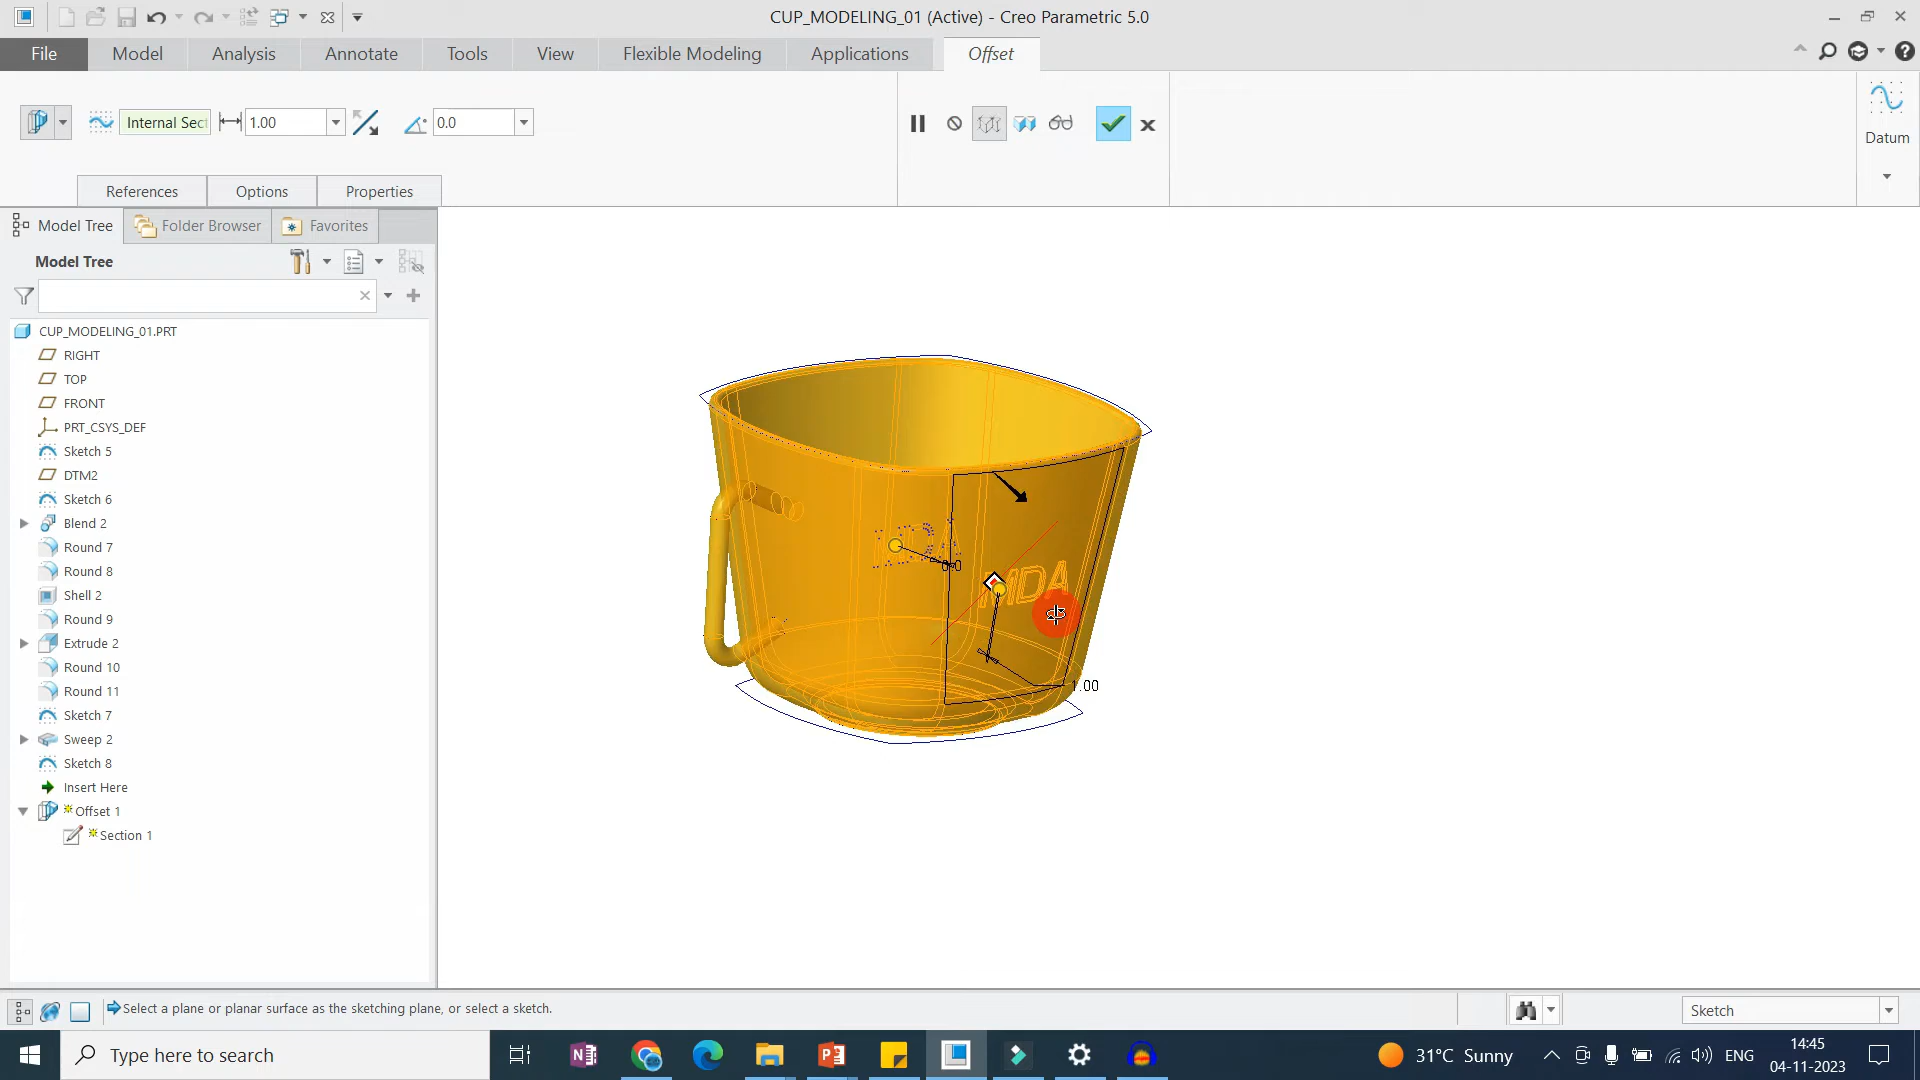 CUP_MODELING_01 (Active) - Creo Parametric 5.0
File
Model
Analysis
Annotate
Tools
View
Flexible Modeling
Applications
Offset
Internal Sect
1.00
0.0
Datum
References
Options
Properties
Model Tree
Folder Browser
Favorites
Model Tree
CUP_MODELING_01.PRT
RIGHT
TOP
FRONT
PRT_CSYS_DEF
Sketch 5
DTM2
Sketch 6
Blend 2
Round 7
Round 8
Shell 2
Round 9
Extrude 2
Round 10
Round 11
Sketch 7
Sweep 2
Sketch 8
Insert Here
Offset 1
Section 1
MDA
0.0
MDA
1.00
Select a plane or planar surface as the sketching plane, or select a sketch.
Sketch
Type here to search
31°C Sunny
ENG
14:45
04-11-2023